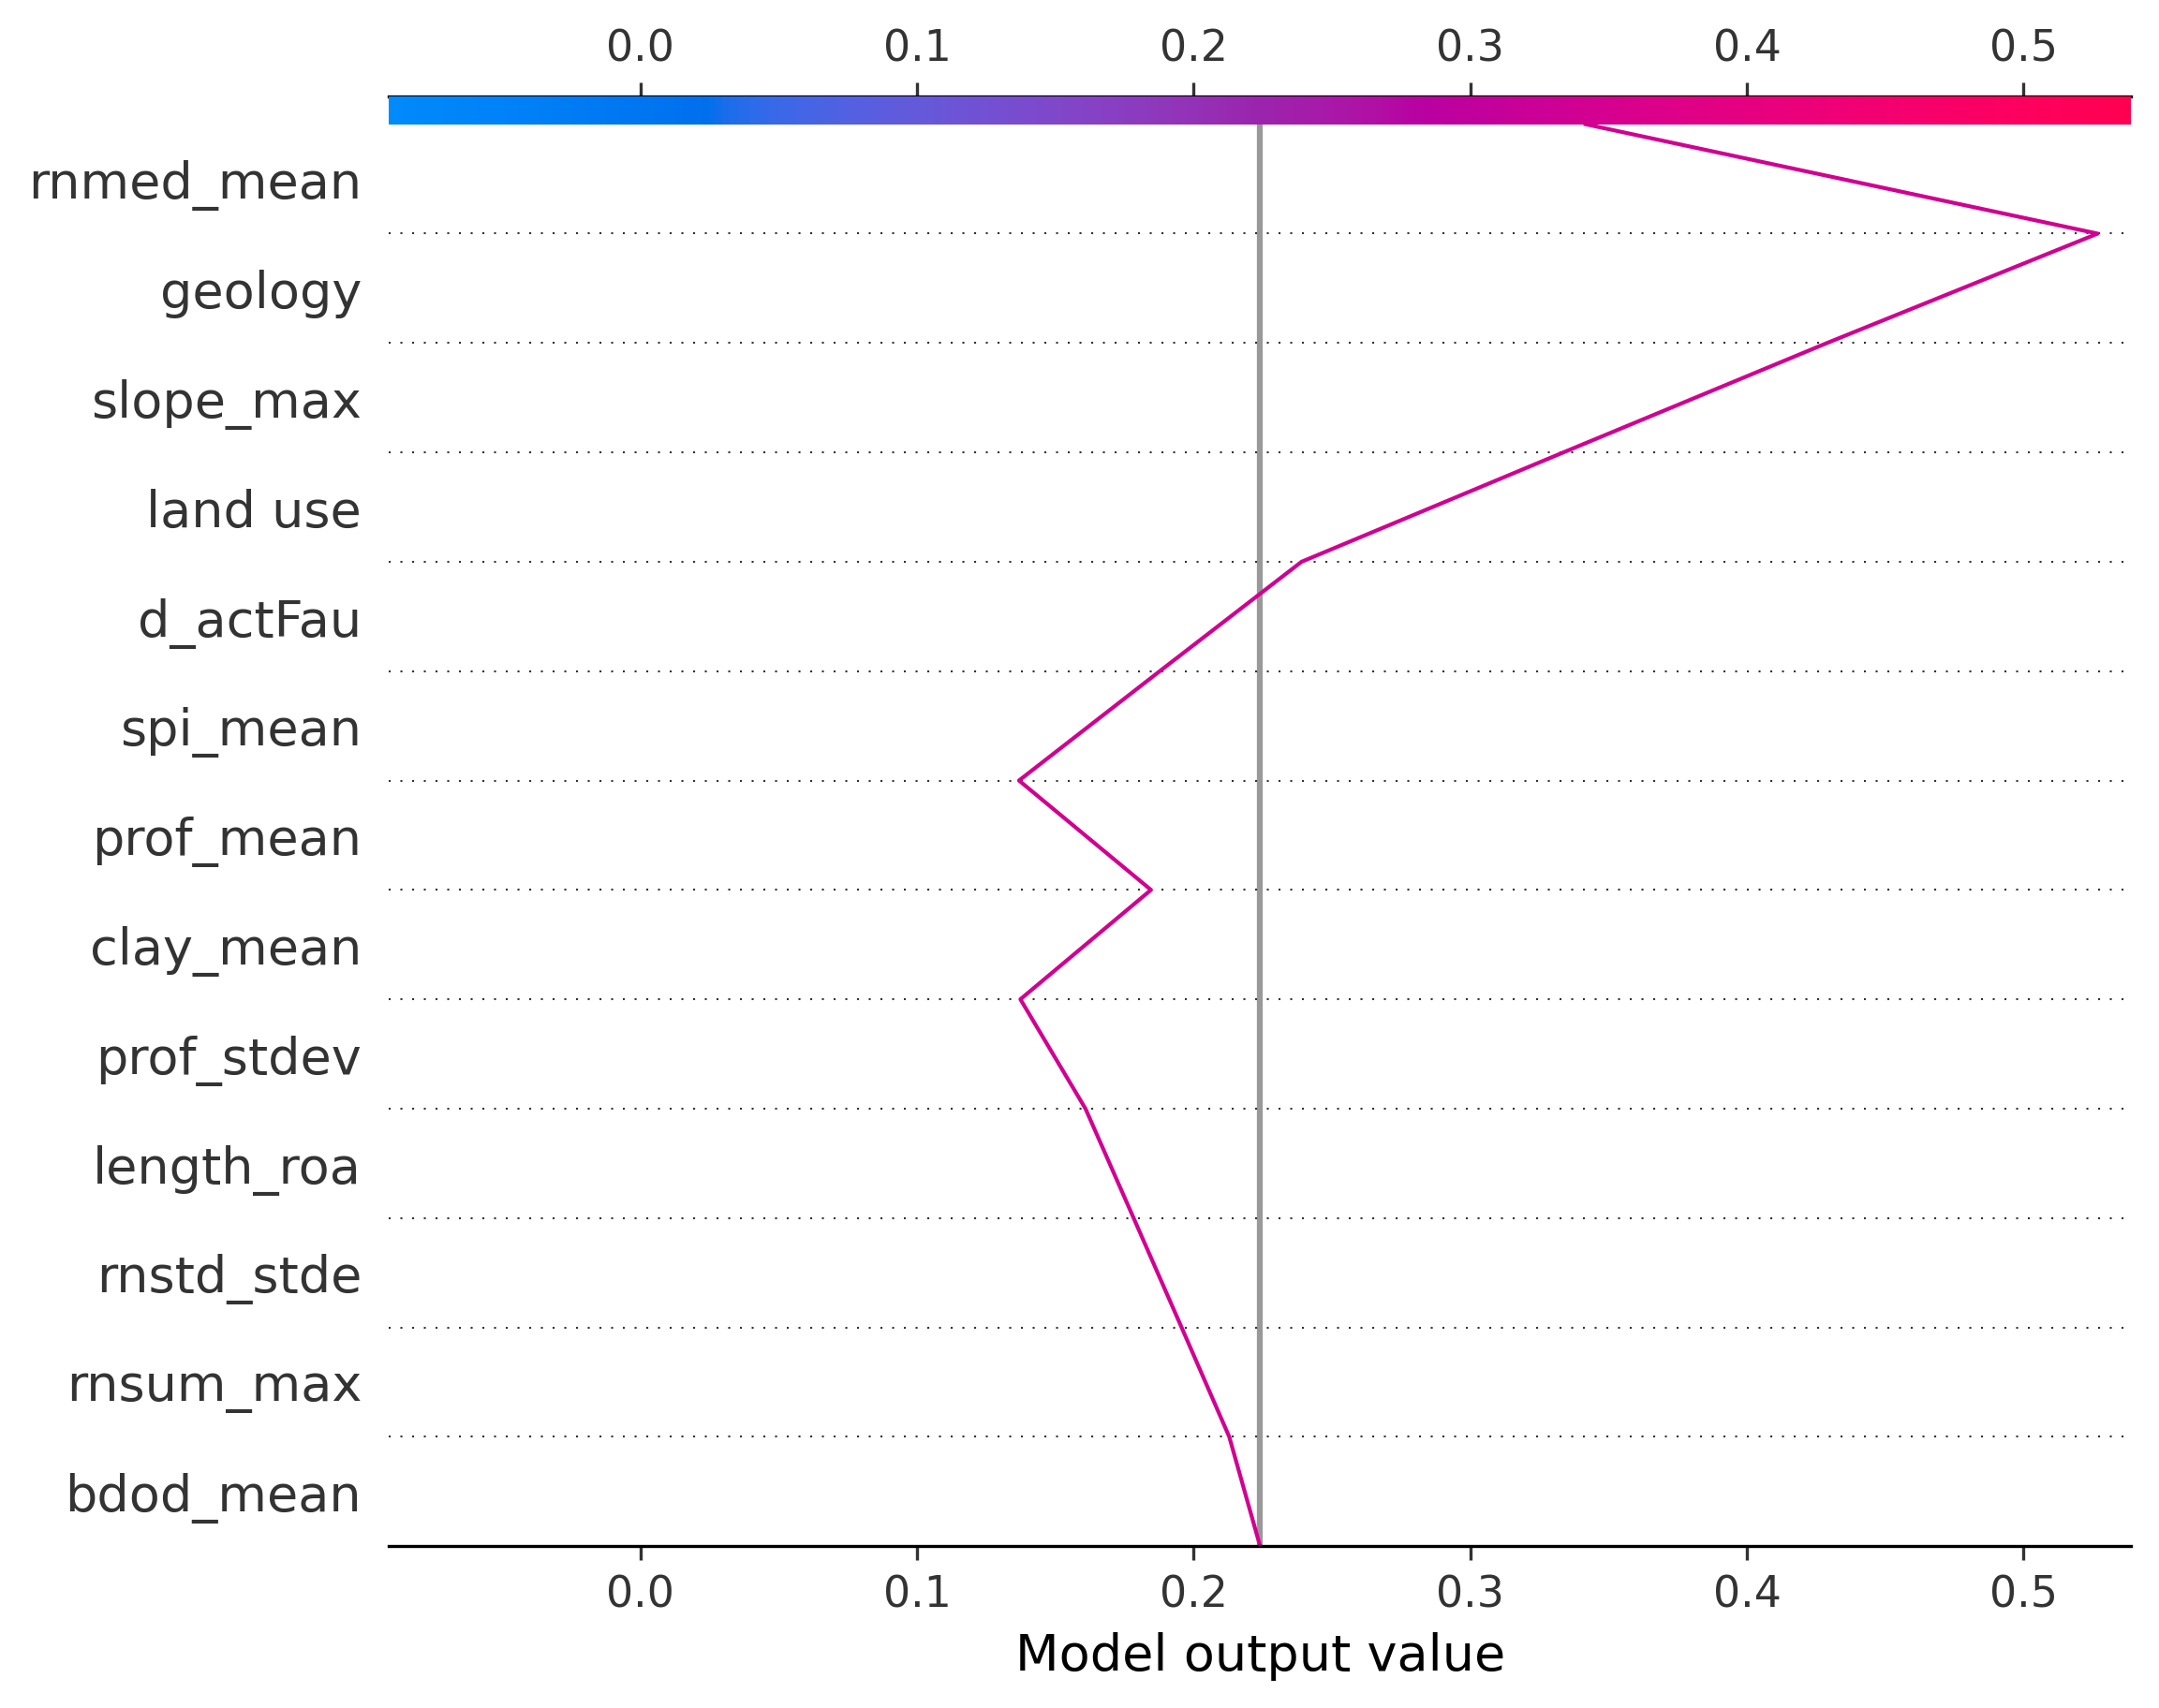 0.0 0.1 0.2 0.3 0.4 0.5
rnmed_mean
geology
slope_max
land use
d_actFau
spi_mean
prof_mean
clay_mean
prof_stdev
length_roa
rnstd_stde
rnsum_max
bdod_mean
0.0 0.1 0.2 0.3 0.4 0.5
Model output value